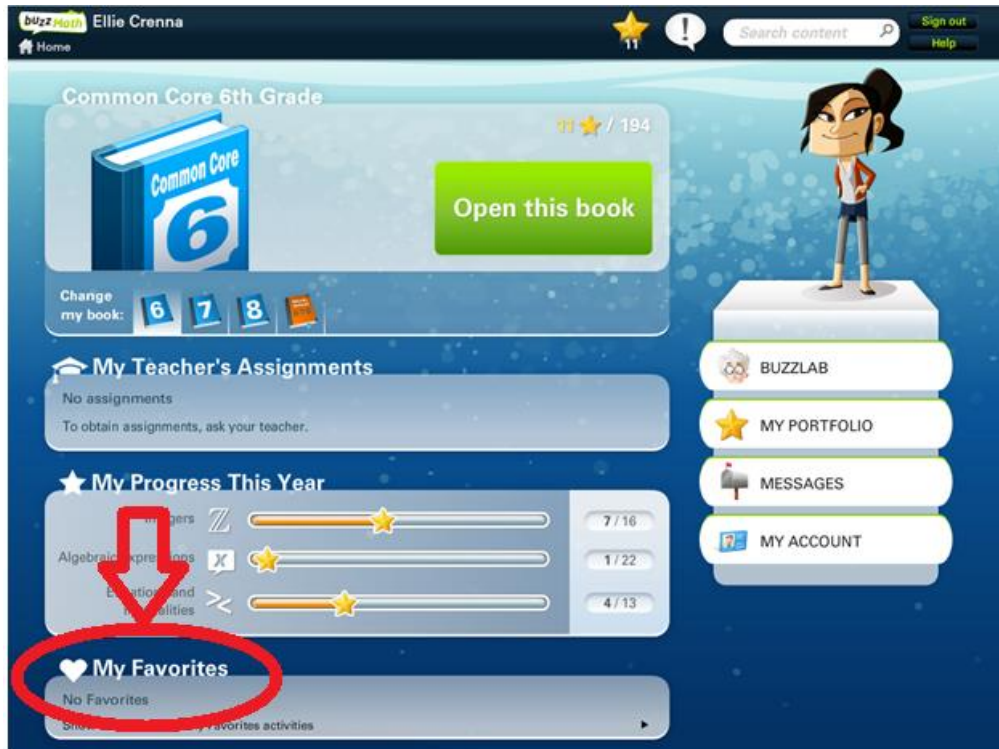 buzzMath Ellie Crenna
Home
11
!
Search content
Sign out
Help
Common Core 6th Grade
11 / 194
Common Core
6
Open this book
Change
my book:
6 7 8
My Teacher's Assignments
No assignments
To obtain assignments, ask your teacher.
My Progress This Year
7 / 16
Algebraic
1 / 22
and
4 / 13
My Favorites
No Favorites
Favorites activities
BUZZLAB
MY PORTFOLIO
MESSAGES
MY ACCOUNT